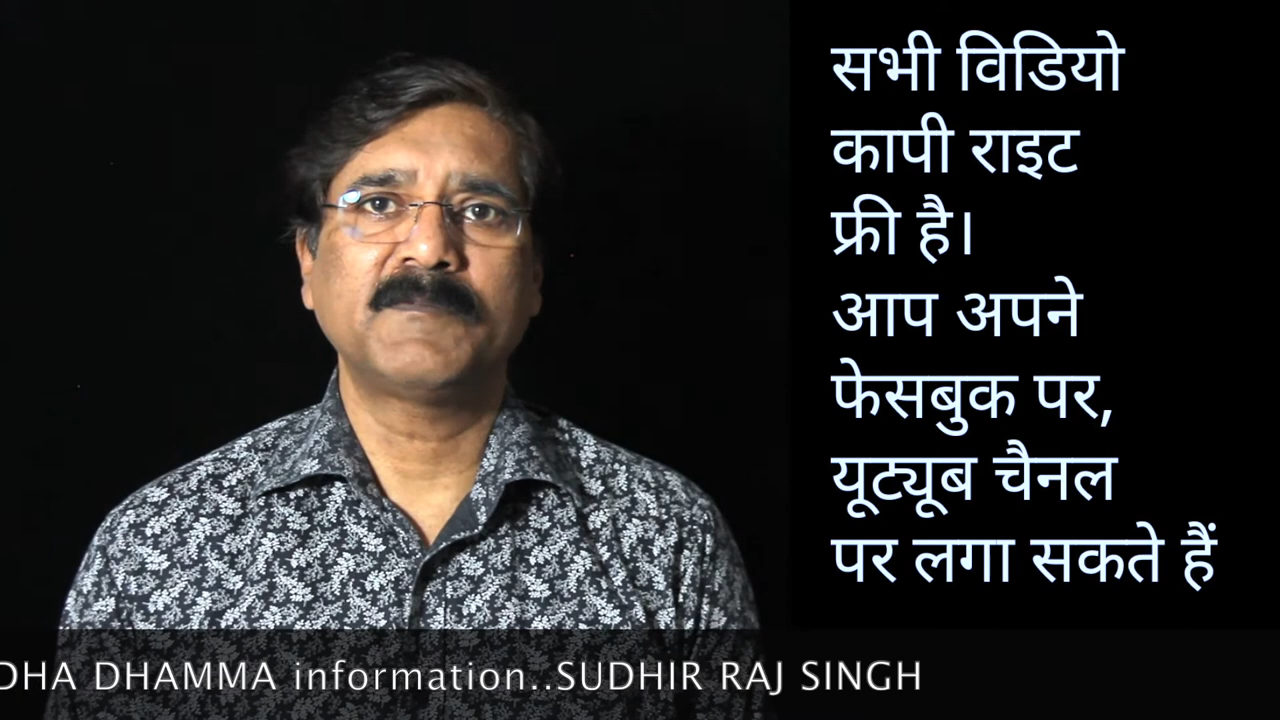 सभी विडियो
कापी राइट
फ्री है।
आप अपने
फेसबुक पर,
यूट्यूब चैनल
पर लगा सकते हैं
DHA DHAMMA information..SUDHIR RAJ SINGH